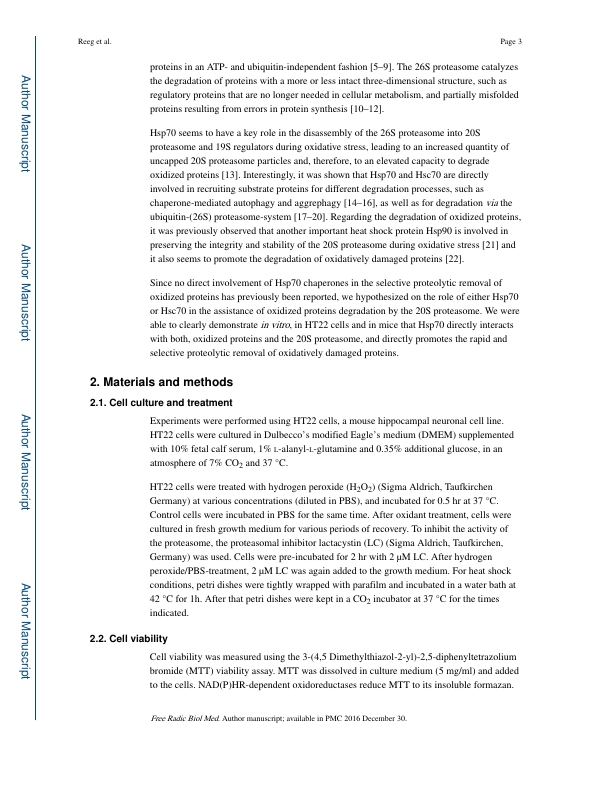 Reeg et al.
Page 3
proteins in an ATP- and ubiquitin-independent fashion [5–9]. The 26S proteasome catalyzes
the degradation of proteins with a more or less intact three-dimensional structure, such as
regulatory proteins that are no longer needed in cellular metabolism, and partially misfolded
proteins resulting from errors in protein synthesis [10–12].
Hsp70 seems to have a key role in the disassembly of the 26S proteasome into 20S
proteasome and 19S regulators during oxidative stress, leading to an increased quantity of
uncapped 20S proteasome particles and, therefore, to an elevated capacity to degrade
oxidized proteins [13]. Interestingly, it was shown that Hsp70 and Hsc70 are directly
involved in recruiting substrate proteins for different degradation processes, such as
chaperone-mediated autophagy and aggrephagy [14–16], as well as for degradation via the
ubiquitin-(26S) proteasome-system [17–20]. Regarding the degradation of oxidized proteins,
it was previously observed that another important heat shock protein Hsp90 is involved in
preserving the integrity and stability of the 20S proteasome during oxidative stress [21] and
it also seems to promote the degradation of oxidatively damaged proteins [22].
Since no direct involvement of Hsp70 chaperones in the selective proteolytic removal of
oxidized proteins has previously been reported, we hypothesized on the role of either Hsp70
or Hsc70 in the assistance of oxidized proteins degradation by the 20S proteasome. We were
able to clearly demonstrate in vitro, in HT22 cells and in mice that Hsp70 directly interacts
with both, oxidized proteins and the 20S proteasome, and directly promotes the rapid and
selective proteolytic removal of oxidatively damaged proteins.
2. Materials and methods
2.1. Cell culture and treatment
Experiments were performed using HT22 cells, a mouse hippocampal neuronal cell line.
HT22 cells were cultured in Dulbecco's modified Eagle's medium (DMEM) supplemented
with 10% fetal calf serum, 1% L-alanyl-L-glutamine and 0.35% additional glucose, in an
atmosphere of 7% CO2 and 37 °C.
HT22 cells were treated with hydrogen peroxide (H2O2) (Sigma Aldrich, Taufkirchen
Germany) at various concentrations (diluted in PBS), and incubated for 0.5 hr at 37 °C.
Control cells were incubated in PBS for the same time. After oxidant treatment, cells were
cultured in fresh growth medium for various periods of recovery. To inhibit the activity of
the proteasome, the proteasomal inhibitor lactacystin (LC) (Sigma Aldrich, Taufkirchen,
Germany) was used. Cells were pre-incubated for 2 hr with 2 μM LC. After hydrogen
peroxide/PBS-treatment, 2 μM LC was again added to the growth medium. For heat shock
conditions, petri dishes were tightly wrapped with parafilm and incubated in a water bath at
42 °C for 1h. After that petri dishes were kept in a CO2 incubator at 37 °C for the times
indicated.
2.2. Cell viability
Cell viability was measured using the 3-(4,5 Dimethylthiazol-2-yl)-2,5-diphenyltetrazolium
bromide (MTT) viability assay. MTT was dissolved in culture medium (5 mg/ml) and added
to the cells. NAD(P)HR-dependent oxidoreductases reduce MTT to its insoluble formazan.
Free Radic Biol Med. Author manuscript; available in PMC 2016 December 30.
Author Manuscript
Author Manuscript
Author Manuscript
Author Manuscript